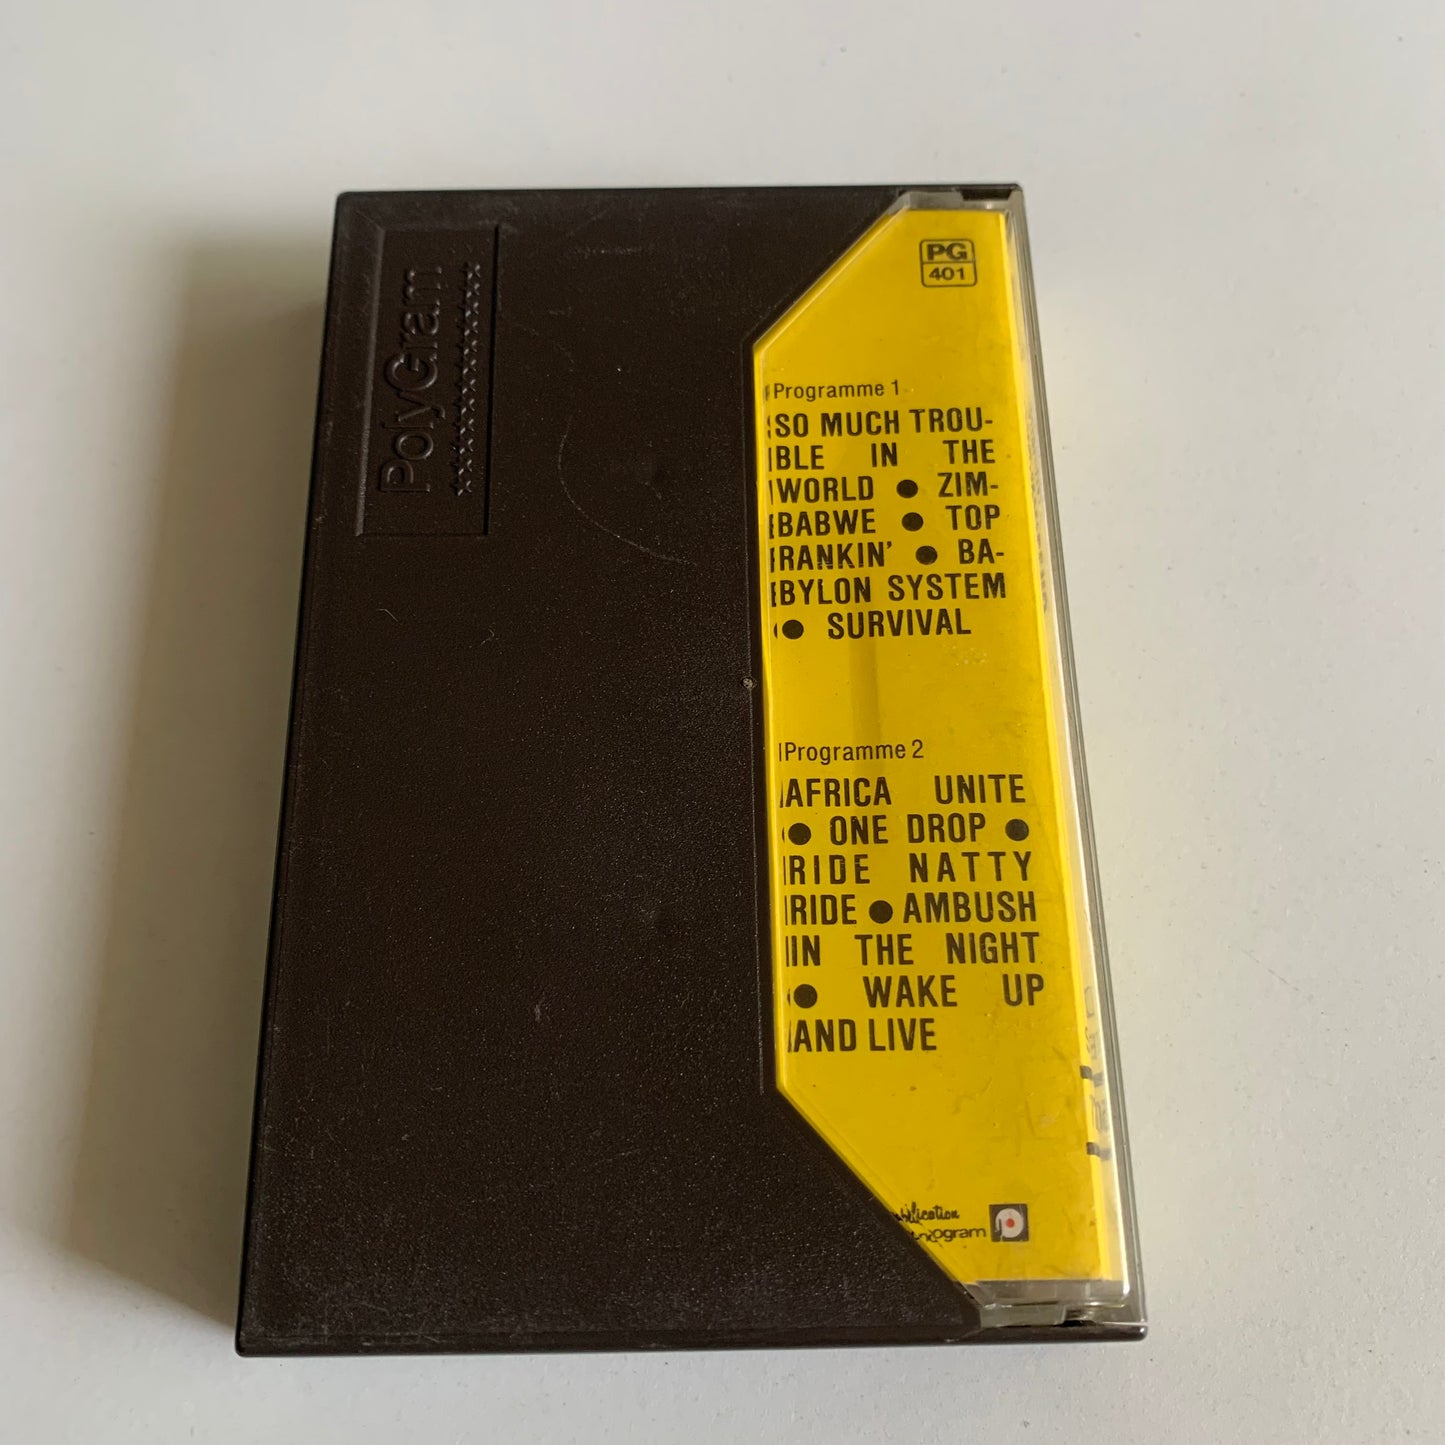 PolyGram
PG
401
Programme 1
SO MUCH TROU-
BLE IN THE
WORLD ● ZIM-
BABWE ● TOP
RANKIN' ● BA-
BYLON SYSTEM
● SURVIVAL
Programme 2
AFRICA UNITE
● ONE DROP ●
RIDE NATTY
RIDE ● AMBUSH
IN THE NIGHT
● WAKE UP
AND LIVE